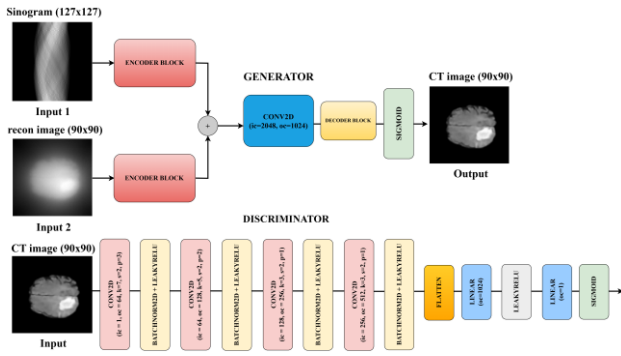 Sinogram (127x127)
ENCODER BLOCK
Input 1
GENERATOR
CT image (90x90)
+
CONV2D
(ic=2048, oc=1024)
DECODER BLOCK
SIGMOID
recon image (90x90)
ENCODER BLOCK
Input 2
Output
DISCRIMINATOR
CT image (90x90)
CONV2D
(ic = 1, oc = 64, k=7, s=2, p=3)
BATCHNORM2D + LEAKYRELU
CONV2D
(ic = 64, oc = 128, k=5, s=2, p=2)
BATCHNORM2D + LEAKYRELU
CONV2D
(ic = 128, oc = 256, k=3, s=2, p=1)
BATCHNORM2D + LEAKYRELU
CONV2D
(ic = 256, oc = 512, k=3, s=2, p=1)
BATCHNORM2D + LEAKYRELU
FLATTEN
LINEAR
(oc=1024)
LEAKYRELU
LINEAR
(oc=1)
SIGMOID
Input